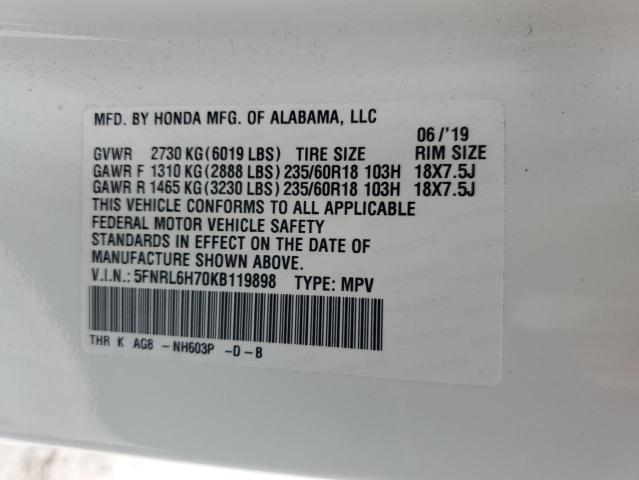 MFD. BY HONDA MFG. OF ALABAMA, LLC
06/'19
GVWR 2730 KG(6019 LBS) TIRE SIZE RIM SIZE
GAWR F 1310 KG(2888 LBS) 235/60R18 103H 18X7.5J
GAWR R 1465 KG(3230 LBS) 235/60R18 103H 18X7.5J
THIS VEHICLE CONFORMS TO ALL APPLICABLE
FEDERAL MOTOR VEHICLE SAFETY
STANDARDS IN EFFECT ON THE DATE OF
MANUFACTURE SHOWN ABOVE.
V.I.N.: 5FNRL6H70KB119898 TYPE: MPV
THR K AG8 - NH603P -D-B